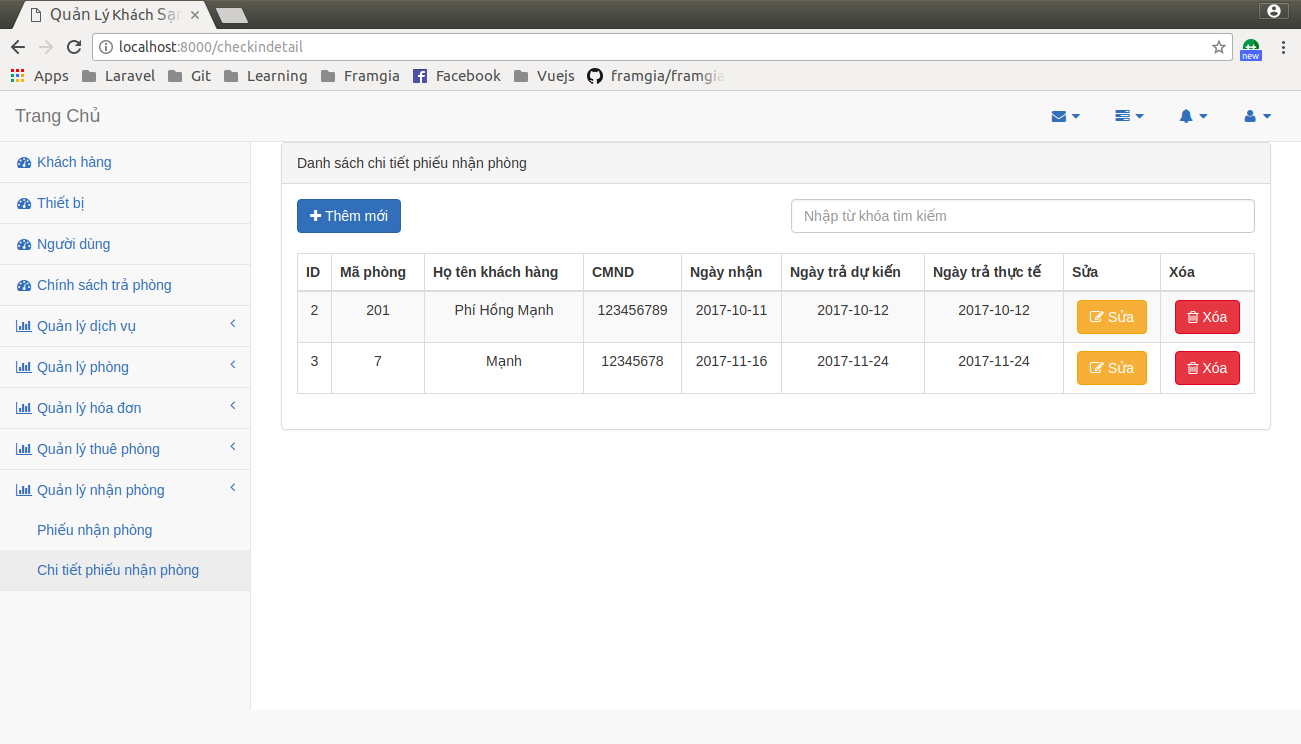 Quản Lý Khách Sạn
localhost:8000/checkindetail
new
Apps Laravel Git Learning Framgia Facebook Vuejs framgia/framgia
Trang Chủ
Khách hàng
Thiết bị
Người dùng
Chính sách trả phòng
Quản lý dịch vụ
Quản lý phòng
Quản lý hóa đơn
Quản lý thuê phòng
Quản lý nhận phòng
Phiếu nhận phòng
Chi tiết phiếu nhận phòng
Danh sách chi tiết phiếu nhận phòng
Thêm mới Nhập từ khóa tìm kiếm
ID Mã phòng Họ tên khách hàng CMND Ngày nhận Ngày trả dự kiến Ngày trả thực tế Sửa Xóa
2 201 Phí Hồng Mạnh 123456789 2017-10-11 2017-10-12 2017-10-12 Sửa Xóa
3 7 Mạnh 12345678 2017-11-16 2017-11-24 2017-11-24 Sửa Xóa